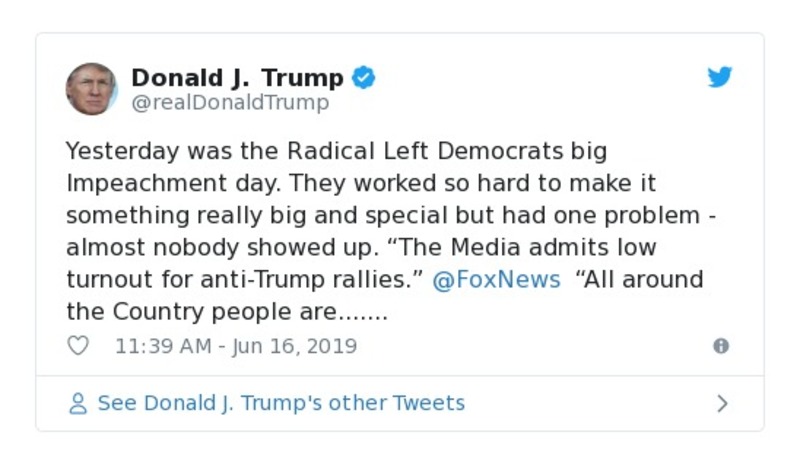 Donald J. Trump
@realDonaldTrump
Yesterday was the Radical Left Democrats big
Impeachment day. They worked so hard to make it
something really big and special but had one problem -
almost nobody showed up. “The Media admits low
turnout for anti-Trump rallies.” @FoxNews “All around
the Country people are.......
11:39 AM - Jun 16, 2019
See Donald J. Trump's other Tweets